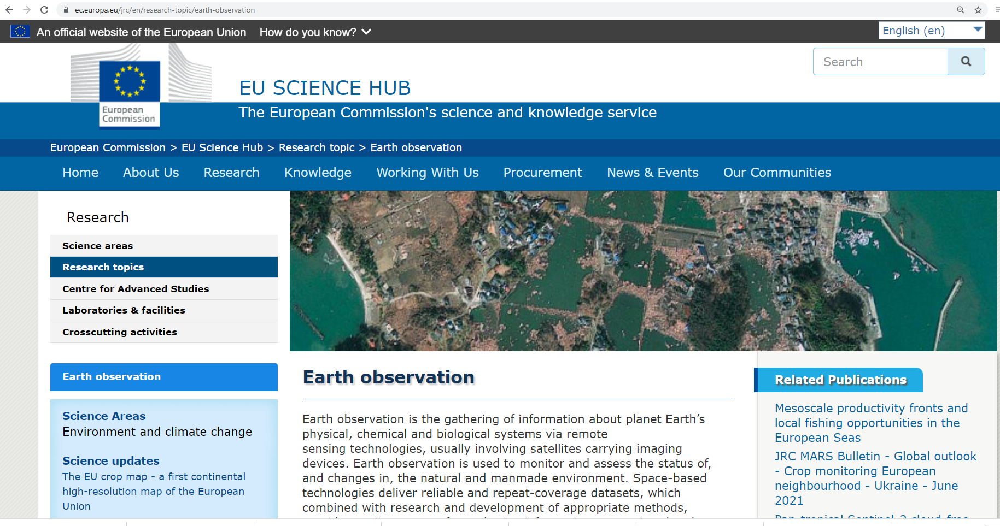 ec.europa.eu/jrc/en/research-topic/earth-observation
An official website of the European Union How do you know?
English (en)
Search
European
Commission
EU SCIENCE HUB
The European Commission's science and knowledge service
European Commission > EU Science Hub > Research topic > Earth observation
Home About Us Research Knowledge Working With Us Procurement News & Events Our Communities
Research
Science areas
Research topics
Centre for Advanced Studies
Laboratories & facilities
Crosscutting activities
Earth observation
Science Areas
Environment and climate change
Science updates
The EU crop map - a first continental
high-resolution map of the European
Union
Earth observation
Earth observation is the gathering of information about planet Earth’s
physical, chemical and biological systems via remote
sensing technologies, usually involving satellites carrying imaging
devices. Earth observation is used to monitor and assess the status of,
and changes in, the natural and manmade environment. Space-based
technologies deliver reliable and repeat-coverage datasets, which
combined with research and development of appropriate methods,
Related Publications
Mesoscale productivity fronts and
local fishing opportunities in the
European Seas
JRC MARS Bulletin - Global outlook
- Crop monitoring European
neighbourhood - Ukraine - June
2021
Pan-tropical Sentinel-2 cloud-free